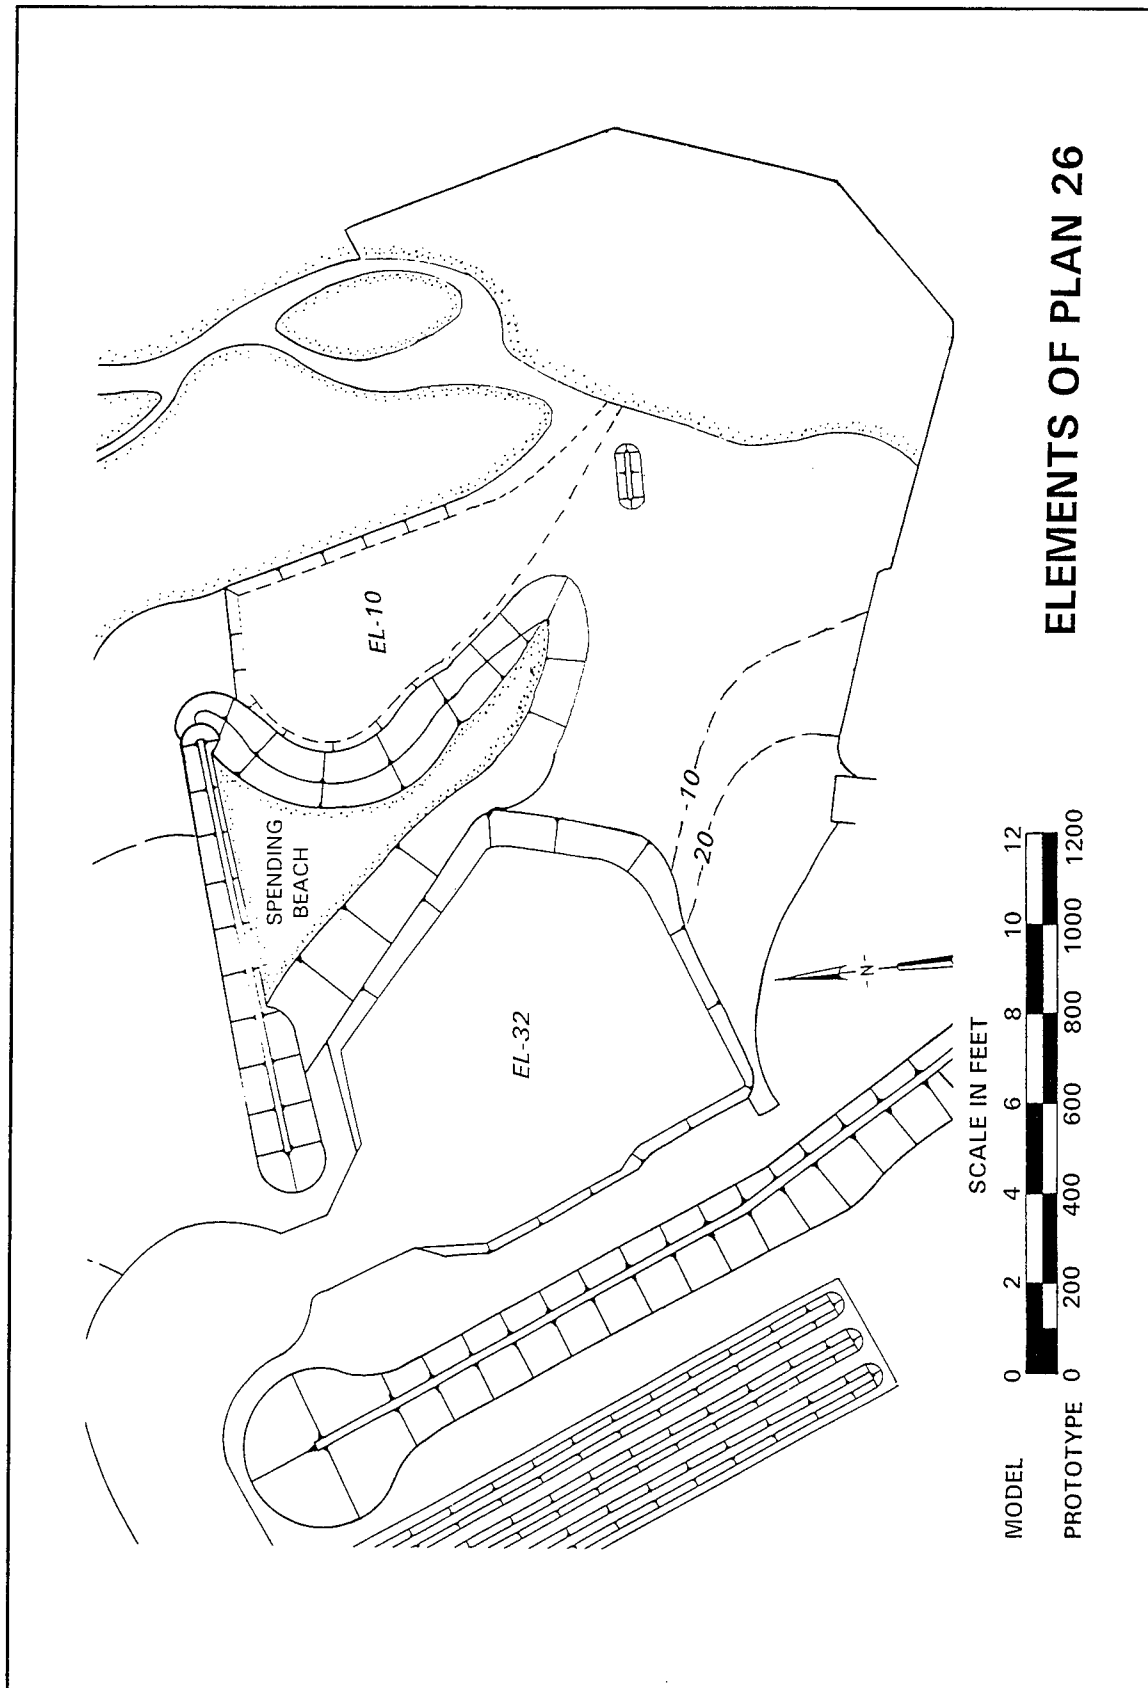 EL-10
SPENDING
BEACH
EL-32
-10
-20
-N-
SCALE IN FEET
MODEL 0 2 4 6 8 10 12
PROTOTYPE 0 200 400 600 800 1000 1200
ELEMENTS OF PLAN 26